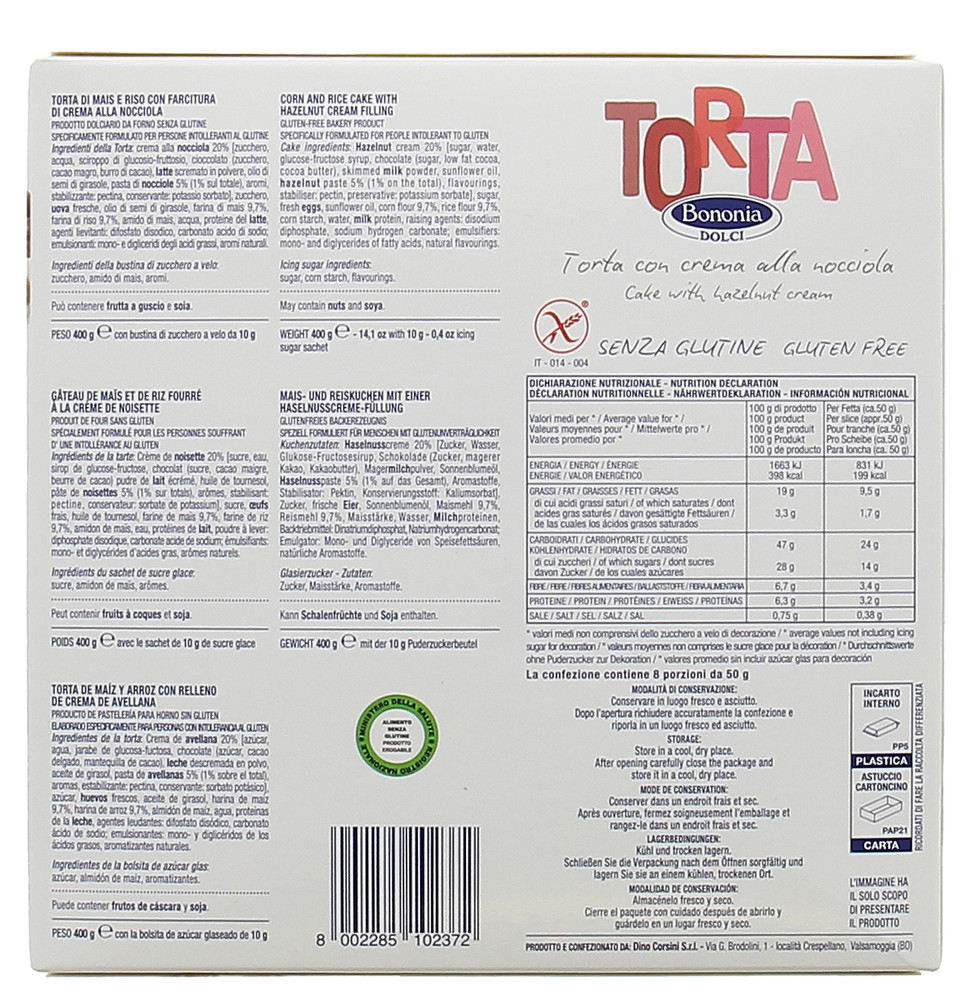 TORTA DI MAIS E RISO CON FARCITURA
DI CREMA ALLA NOCCIOLA
PRODOTTO DOLCIARIO DA FORNO SENZA GLUTINE
SPECIFICAMENTE FORMULATO PER PERSONE INTOLLERANTI AL GLUTINE
Ingredienti della Torta: crema alla nocciola 20% [zucchero,
acqua, sciroppo di glucosio-fruttosio, cioccolato (zucchero,
cacao magro, burro di cacao), latte scremato in polvere, olio di
semi di girasole, pasta di nocciole 5% (1% sul totale), aromi,
stabilizzante: pectina, conservante: potassio sorbato], zucchero,
uova fresche, olio di semi di girasole, farina di mais 9,7%,
farina di riso 9,7%, amido di mais, acqua, proteine del latte,
agenti lievitanti: difosfato disodico, carbonato acido di sodio;
emulsionanti: mono- e digliceridi degli acidi grassi, aromi naturali.
Ingredienti della bustina di zucchero a velo:
zucchero, amido di mais, aromi.
Può contenere frutta a guscio e soia.
PESO 400 g ℮ con bustina di zucchero a velo da 10 g
CORN AND RICE CAKE WITH
HAZELNUT CREAM FILLING
GLUTEN-FREE BAKERY PRODUCT
SPECIFICALLY FORMULATED FOR PEOPLE INTOLERANT TO GLUTEN
Cake ingredients: Hazelnut cream 20% [sugar, water,
glucose-fructose syrup, chocolate (sugar, low fat cocoa,
cocoa butter), skimmed milk powder, sunflower oil,
hazelnut paste 5% (1% on the total), flavourings,
stabiliser: pectin, preservative: potassium sorbate], sugar,
fresh eggs, sunflower oil, corn flour 9,7%, rice flour 9,7%,
corn starch, water, milk protein, raising agents: disodium
diphosphate, sodium hydrogen carbonate; emulsifiers:
mono- and diglycerides of fatty acids, natural flavourings.
Icing sugar ingredients:
sugar, corn starch, flavourings.
May contain nuts and soya.
WEIGHT 400 g ℮ - 14,1 oz with 10 g - 0,4 oz icing
sugar sachet
GÂTEAU DE MAÏS ET DE RIZ FOURRÉ
À LA CRÈME DE NOISETTE
PRODUIT DE FOUR SANS GLUTEN
SPÉCIALEMENT FORMULÉ POUR LES PERSONNES SOUFFRANT
D' UNE INTOLÉRANCE AU GLUTEN
Ingrédients de la tarte: Crème de noisette 20% [sucre, eau,
sirop de glucose-fructose, chocolat (sucre, cacao maigre,
beurre de cacao) pudre de lait écrémé, huile de tournesol,
pâte de noisettes 5% (1% sur totals), arômes, stabilisant:
pectine, conservateur: sorbate de potassium], sucre, œufs
frais, huile de tournesol, farine de mais 9,7%, farine de riz
9,7%, amidon de mais, eau, protéines de lait, poudre à lever:
diphosphate disodique, carbonate acide de sodium; émulsifiants:
mono- et diglycérides d'acides gras, arômes naturels.
Ingrédients du sachet de sucre glace:
sucre, amidon de maïs, arômes.
Peut contenir fruits à coques et soja.
POIDS 400 g ℮ avec le sachet de 10 g de sucre glace
MAIS- UND REISKUCHEN MIT EINER
HASELNUSSCREME-FÜLLUNG
GLUTENFREIES BACKEREZEUGNIS
SPEZIELL FORMULIERT FÜR MENSCHEN MIT GLUTENUNVERTRÄGLICHKEIT
Kuchenzutaten: Haselnusscreme 20% [Zucker, Wasser,
Glukose-Fructosesirup, Schokolade (Zucker, magerer
Kakao, Kakaobutter), Magermilchpulver, Sonnenblumeöl,
Haselnusspaste 5% (1% auf das Gesamt), Aromastoffe,
Stabilisator: Pektin, Konservierungsstoff: Kaliumsorbat],
Zucker, frische Eier, Sonnenblumenöl, Maismehl 9,7%,
Reismehl 9,7%, Maisstärke, Wasser, Milchproteinen,
Backtriebmittel: Dinatriumdiphosphat, Natriumhydrogencarbonat;
Emulgator: Mono- und Diglyceride von Speisefettsäuren,
natürliche Aromastoffe.
Glasierzucker - Zutaten:
Zucker, Maisstärke, Aromastoffe.
Kann Schalenfrüchte und Soja enthalten.
GEWICHT 400 g ℮ mit der 10 g Puderzuckerbeutel
TORTA DE MAÍZ Y ARROZ CON RELLENO
DE CREMA DE AVELLANA
PRODUCTO DE PASTELERÍA PARA HORNO SIN GLUTEN
ELABORADO ESPECÍFICAMENTE PARA PERSONAS CON INTOLERANCIA AL GLUTEN
Ingredientes de la torta: Crema de avellana 20% [azúcar,
agua, jarabe de glucosa-fuctosa, chocolate (azúcar, cacao
delgado, mantequilla de cacao), leche descremada en polvo,
aceite de girasol, pasta de avellanas 5% (1% sobre el total),
aromas, estabilizante: pectina, conservante: sorbato potásico],
azúcar, huevos frescos, aceite de girasol, harina de maíz
9,7%, harina de arroz 9,7%, almidón de maíz, agua, proteínas
de la leche, agentes leudantes: difosfato disódico, carbonato
ácido de sodio; emulsionantes: mono- y diglicéridos de los
ácidos grasos, aromatizantes naturales.
Ingredientes de la bolsita de azúcar glas:
azúcar, almidón de maíz, aromatizantes.
Puede contener frutos de cáscara y soja.
PESO 400 g ℮ con la bolsita de azúcar glaseado de 10 g
MINISTERO DELLA SALUTE
REGISTRO NAZIONALE
ALIMENTO
SENZA
GLUTINE
PRODOTTO
EROGABILE
8 002285 102372
TORTA
Bononia
DOLCI
Torta con crema alla nocciola
Cake with hazelnut cream
®
IT - 014 - 004
SENZA GLUTINE GLUTEN FREE
DICHIARAZIONE NUTRIZIONALE - NUTRITION DECLARATION
DÉCLARATION NUTRITIONNELLE - NÄHRWERTDEKLARATION - INFORMACIÓN NUTRICIONAL
Valori medi per * / Average value for * /
Valeurs moyennes pour * / Mittelwerte pro * /
Valores promedio por *
100 g di prodotto Per Fetta (ca.50 g)
100 g product Per slice (appr.50 g)
100 g de produit Pour tranche (ca.50 g)
100 g Produkt Pro Scheibe (ca.50 g)
100 g de producto Para loncha (ca. 50 g)
ENERGIA / ENERGY / ÉNERGIE 1663 kJ 831 kJ
ENERGIE / VALOR ENERGÉTICO 398 kcal 199 kcal
GRASSI / FAT / GRAISSES / FETT / GRASAS 19 g 9,5 g
di cui acidi grassi saturi / of which saturates / dont
acides gras saturés / davon gesättigte Fettsäuren / 3,3 g 1,7 g
de las cuales los ácidos grasos saturados
CARBOIDRATI / CARBOHYDRATE / GLUCIDES
KOHLENHYDRATE / HIDRATOS DE CARBONO 47 g 24 g
di cui zuccheri / of which sugars / dont sucres
davon Zucker / de los cuales azúcares 28 g 14 g
FIBRE / FIBRE / FIBRES ALIMENTAIRES / BALLASTSTOFFE / FIBRA ALIMENTARIA 6,7 g 3,4 g
PROTEINE / PROTEIN / PROTÉINES / EIWEISS / PROTEÍNAS 6,3 g 3,2 g
SALE / SALT / SEL / SALZ / SAL 0,75 g 0,38 g
* valori medi non comprensivi dello zucchero a velo di decorazione / * average values not including icing
sugar for decoration / * valeurs moyennes non comprises le sucre glace pour la décoration / * Durchschnittswerte
ohne Puderzucker zur Dekoration / * valores promedio sin incluir azúcar glas para decoración
La confezione contiene 8 porzioni da 50 g
MODALITÀ DI CONSERVAZIONE:
Conservare in luogo fresco e asciutto.
Dopo l'apertura richiudere accuratamente la confezione e
riporla in un luogo fresco ed asciutto.
STORAGE:
Store in a cool, dry place.
After opening carefully close the package and
store it in a cool, dry place.
MODE DE CONSERVATION:
Conserver dans un endroit frais et sec.
Après ouverture, fermez soigneusement l'emballage et
rangez-le dans un endroit frais et sec.
LAGERBEDINGUNGEN:
Kühl und trocken lagern.
Schließen Sie die Verpackung nach dem Öffnen sorgfältig und
lagern Sie sie an einem kühlen, trockenen Ort.
MODALIDAD DE CONSERVACIÓN:
Almacénelo fresco y seco.
Cierre el paquete con cuidado después de abrirlo y
guárdelo en un lugar fresco y seco.
INCARTO
INTERNO
PP5
PLASTICA
ASTUCCIO
CARTONCINO
PAP21
CARTA
RICORDATI DI FARE LA RACCOLTA DIFFERENZIATA
L'IMMAGINE HA
IL SOLO SCOPO
DI PRESENTARE
IL PRODOTTO
PRODOTTO E CONFEZIONATO DA: Dino Corsini S.r.l. - Via G. Brodolini, 1 - località Crespellano, Valsamoggia (BO)